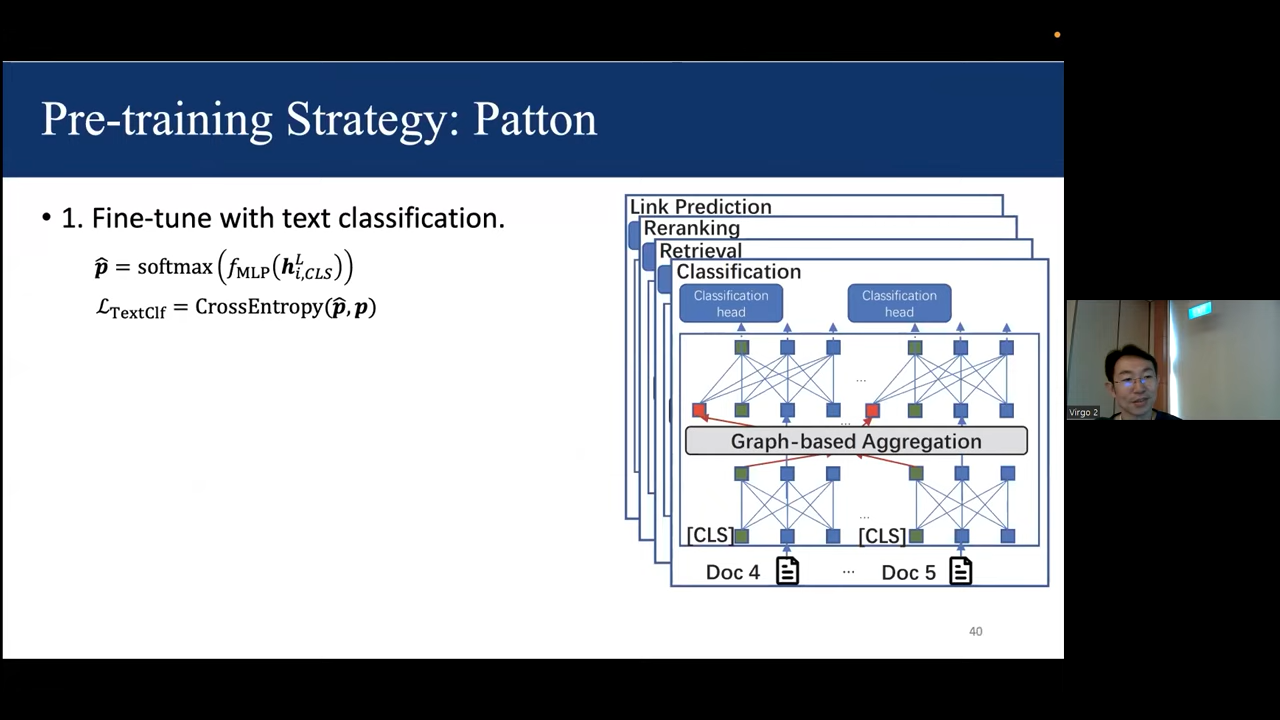 Pre-training Strategy: Patton
• 1. Fine-tune with text classification.
p̂ = softmax(f_MLP(h^L_{i,CLS}))
ℒ_TextClf = CrossEntropy(p̂, p)
Link Prediction
Reranking
Retrieval
Classification
Classification head
Classification head
...
...
Graph-based Aggregation
...
[CLS]
[CLS]
Doc 4
...
Doc 5
40
Virgo 2